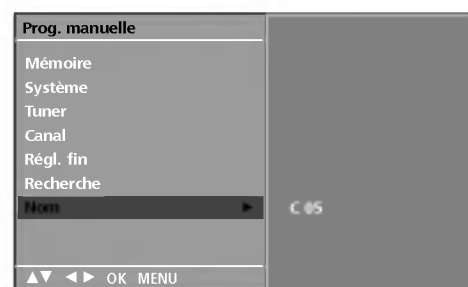 Prog. manuelle
Mémoire
Système
Tuner
Canal
Régl. fin
Recherche
Nom ► C 05
▲▼ ◄► OK MENU